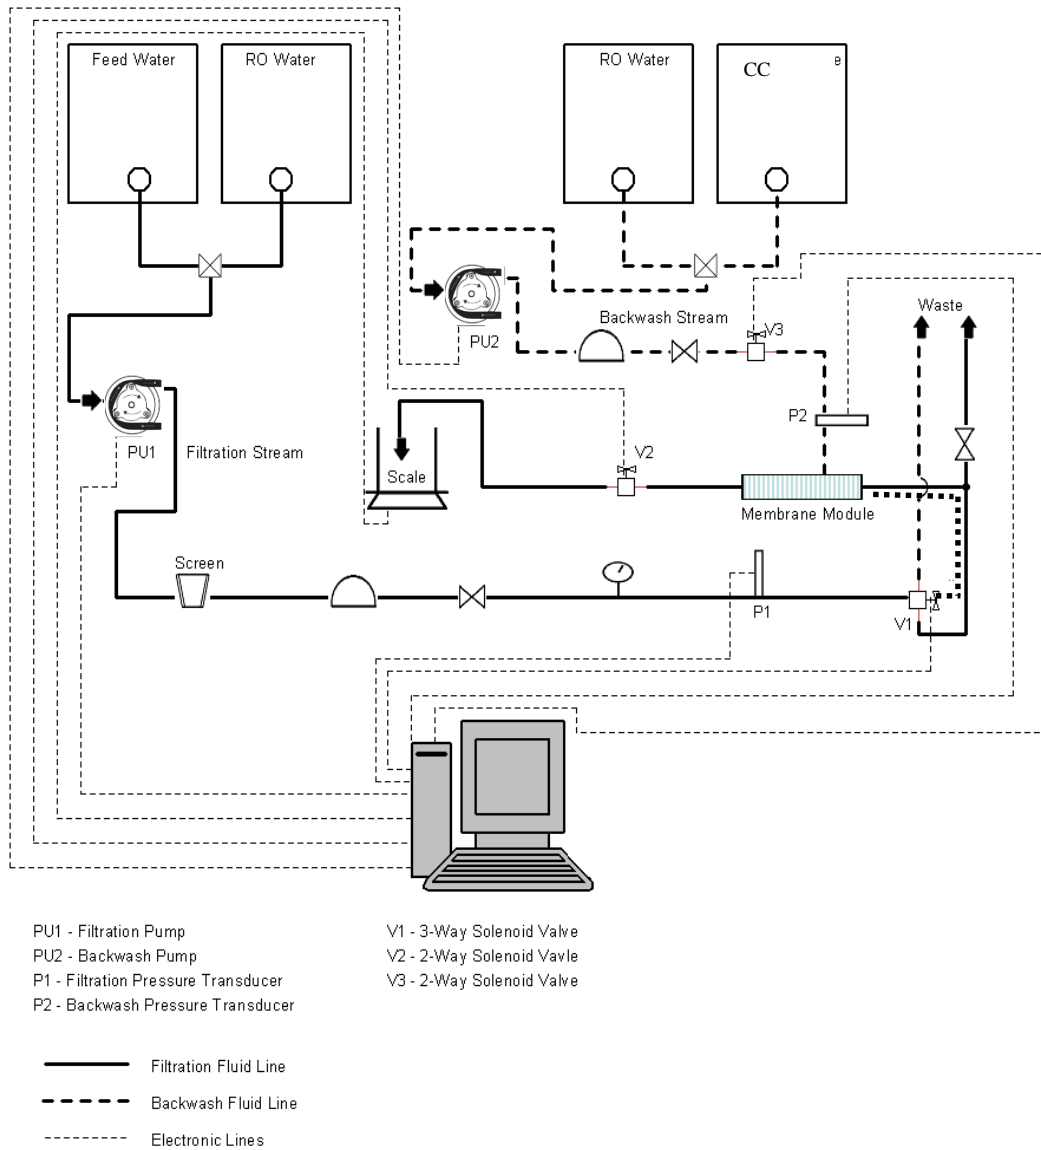 Feed Water
RO Water
RO Water
CC
e
Backwash Stream
V3
Waste
PU2
P2
PU1
Filtration Stream
V2
Scale
Membrane Module
Screen
P1
V1
PU1 - Filtration Pump
PU2 - Backwash Pump
P1 - Filtration Pressure Transducer
P2 - Backwash Pressure Transducer
V1 - 3-Way Solenoid Valve
V2 - 2-Way Solenoid Vavle
V3 - 2-Way Solenoid Valve
Filtration Fluid Line
Backwash Fluid Line
Electronic Lines